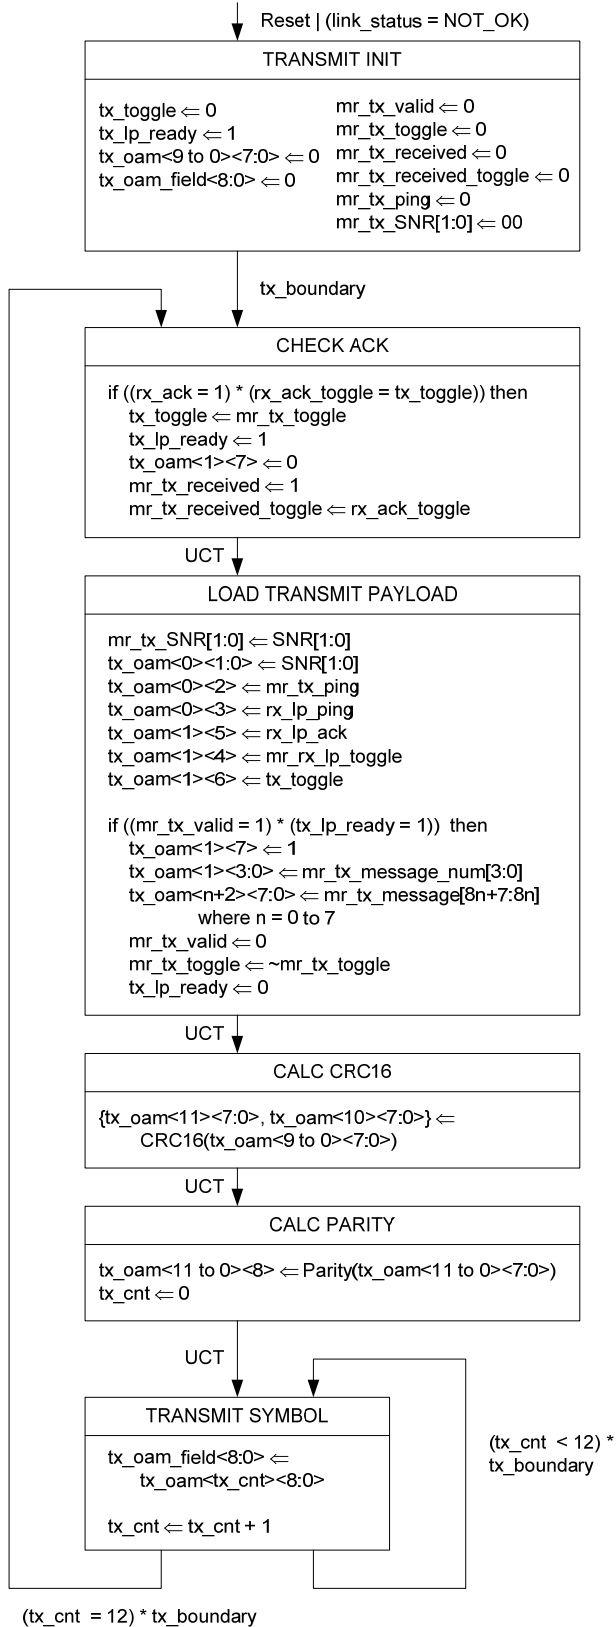 Reset | (link_status = NOT_OK)
TRANSMIT INIT
tx_toggle ⇐ 0
tx_lp_ready ⇐ 1
tx_oam<9 to 0><7:0> ⇐ 0
tx_oam_field<8:0> ⇐ 0
mr_tx_valid ⇐ 0
mr_tx_toggle ⇐ 0
mr_tx_received ⇐ 0
mr_tx_received_toggle ⇐ 0
mr_tx_ping ⇐ 0
mr_tx_SNR[1:0] ⇐ 00
tx_boundary
CHECK ACK
if ((rx_ack = 1) * (rx_ack_toggle = tx_toggle)) then
tx_toggle ⇐ mr_tx_toggle
tx_lp_ready ⇐ 1
tx_oam<1><7> ⇐ 0
mr_tx_received ⇐ 1
mr_tx_received_toggle ⇐ rx_ack_toggle
UCT
LOAD TRANSMIT PAYLOAD
mr_tx_SNR[1:0] ⇐ SNR[1:0]
tx_oam<0><1:0> ⇐ SNR[1:0]
tx_oam<0><2> ⇐ mr_tx_ping
tx_oam<0><3> ⇐ rx_lp_ping
tx_oam<1><5> ⇐ rx_lp_ack
tx_oam<1><4> ⇐ mr_rx_lp_toggle
tx_oam<1><6> ⇐ tx_toggle
if ((mr_tx_valid = 1) * (tx_lp_ready = 1)) then
tx_oam<1><7> ⇐ 1
tx_oam<1><3:0> ⇐ mr_tx_message_num[3:0]
tx_oam<n+2><7:0> ⇐ mr_tx_message[8n+7:8n]
where n = 0 to 7
mr_tx_valid ⇐ 0
mr_tx_toggle ⇐ ~mr_tx_toggle
tx_lp_ready ⇐ 0
UCT
CALC CRC16
{tx_oam<11><7:0>, tx_oam<10><7:0>} ⇐
CRC16(tx_oam<9 to 0><7:0>)
UCT
CALC PARITY
tx_oam<11 to 0><8> ⇐ Parity(tx_oam<11 to 0><7:0>)
tx_cnt ⇐ 0
UCT
TRANSMIT SYMBOL
tx_oam_field<8:0> ⇐
tx_oam<tx_cnt><8:0>
tx_cnt ⇐ tx_cnt + 1
(tx_cnt < 12) *
tx_boundary
(tx_cnt = 12) * tx_boundary